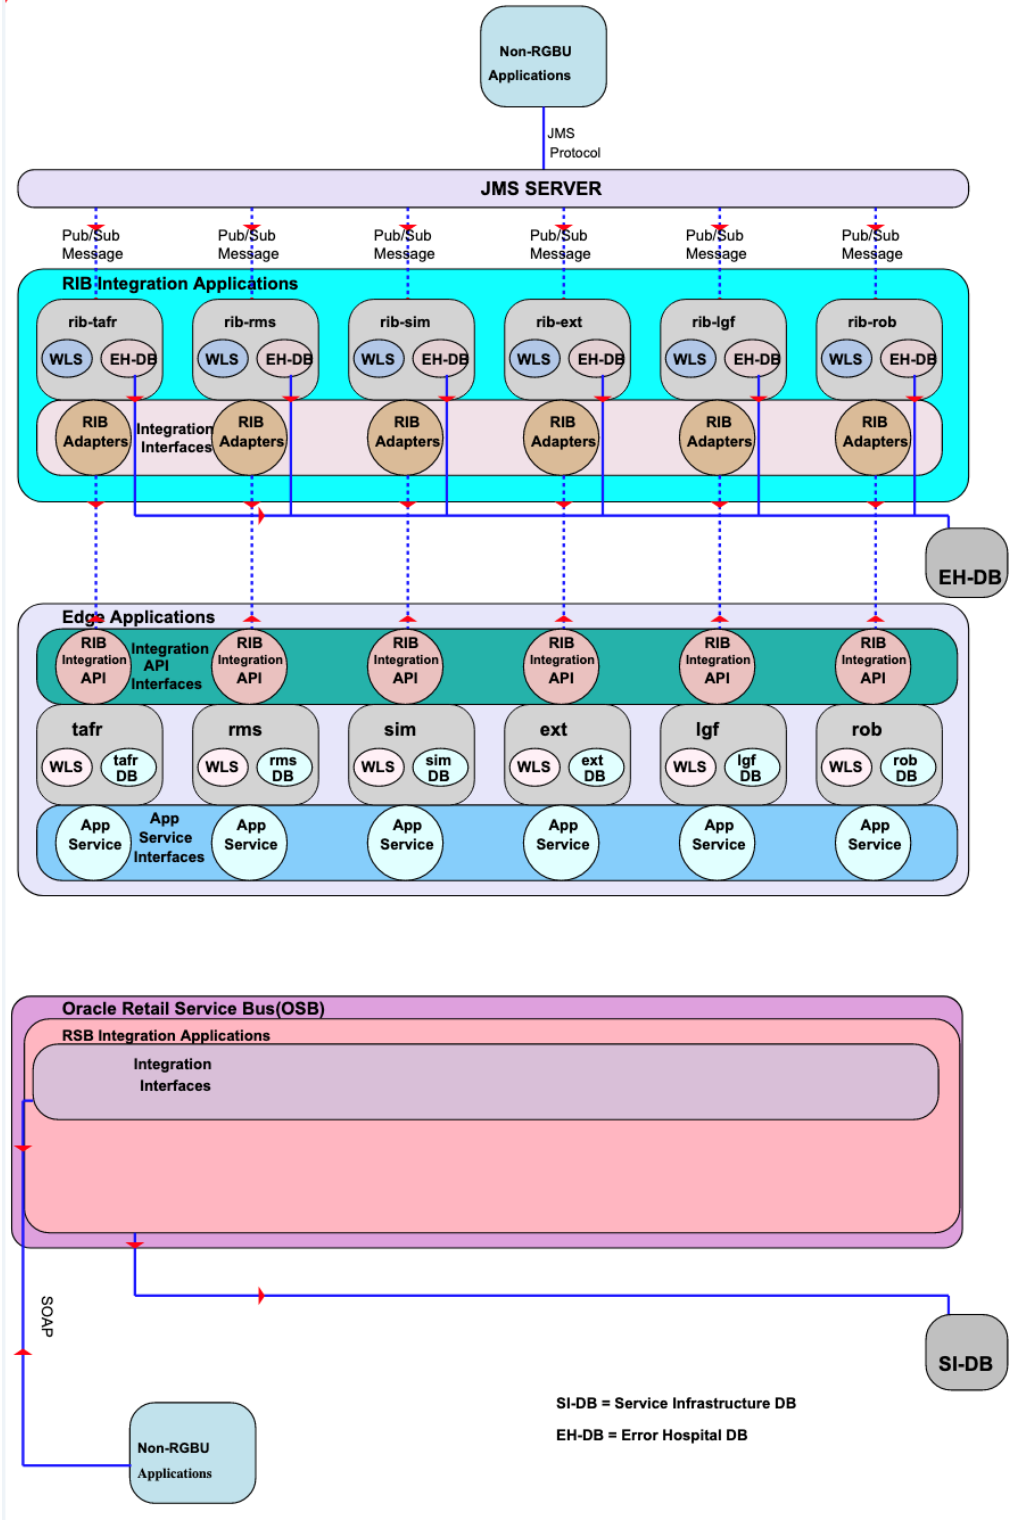 Non-RGBU
Applications
JMS
Protocol
JMS SERVER
Pub/Sub
Message
Pub/Sub
Message
Pub/Sub
Message
Pub/Sub
Message
Pub/Sub
Message
Pub/Sub
Message
RIB Integration Applications
rib-tafr
WLS
EH-DB
rib-rms
WLS
EH-DB
rib-sim
WLS
EH-DB
rib-ext
WLS
EH-DB
rib-lgf
WLS
EH-DB
rib-rob
WLS
EH-DB
RIB
Adapters
Integration
Interfaces
RIB
Adapters
RIB
Adapters
RIB
Adapters
RIB
Adapters
RIB
Adapters
EH-DB
Edge Applications
RIB
Integration
API
Integration
API
Interfaces
RIB
Integration
API
RIB
Integration
API
RIB
Integration
API
RIB
Integration
API
RIB
Integration
API
tafr
WLS
tafr
DB
rms
WLS
rms
DB
sim
WLS
sim
DB
ext
WLS
ext
DB
lgf
WLS
lgf
DB
rob
WLS
rob
DB
App
Service
App
Service
Interfaces
App
Service
App
Service
App
Service
App
Service
App
Service
Oracle Retail Service Bus(OSB)
RSB Integration Applications
Integration
Interfaces
SOAP
SI-DB
SI-DB = Service Infrastructure DB
EH-DB = Error Hospital DB
Non-RGBU
Applications